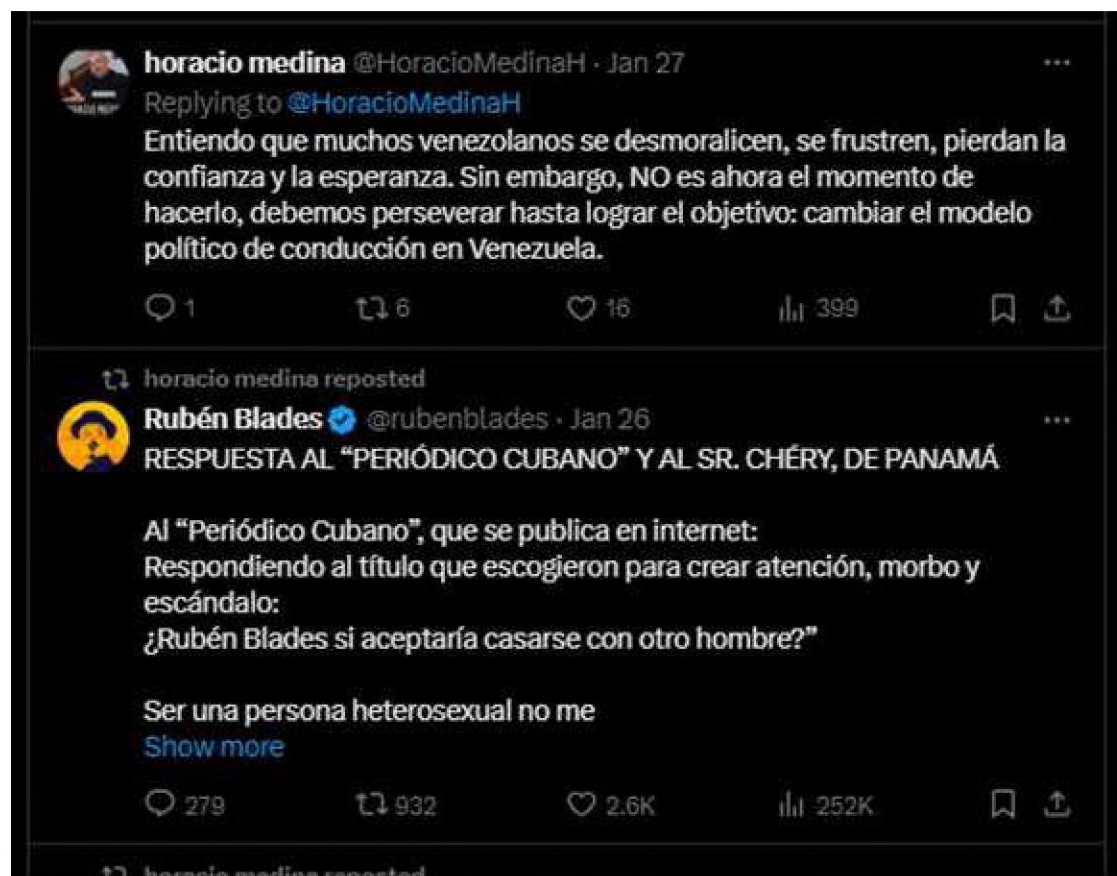 horacio medina @HoracioMedinaH · Jan 27
Replying to @HoracioMedinaH
Entiendo que muchos venezolanos se desmoralicen, se frustren, pierdan la
confianza y la esperanza. Sin embargo, NO es ahora el momento de
hacerlo, debemos perseverar hasta lograr el objetivo: cambiar el modelo
político de conducción en Venezuela.
1 6 16 399
horacio medina reposted
Rubén Blades @rubenblades · Jan 26
RESPUESTA AL “PERIÓDICO CUBANO” Y AL SR. CHÉRY, DE PANAMÁ
Al “Periódico Cubano”, que se publica en internet:
Respondiendo al título que escogieron para crear atención, morbo y
escándalo:
¿Rubén Blades si aceptaría casarse con otro hombre?”
Ser una persona heterosexual no me
Show more
279 932 2.6K 252K
horacio medina reposted